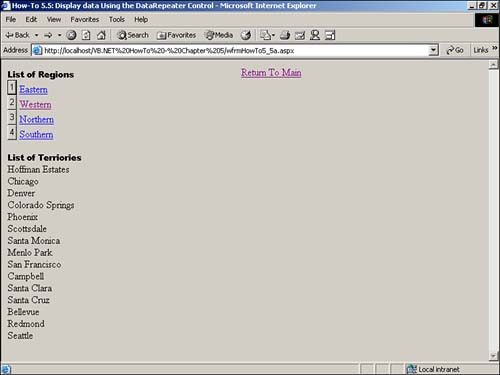 How-To 5.5: Display data Using the DataRepeater Control - Microsoft Internet Explorer
File Edit View Favorites Tools Help
Back Search Favorites Media
Address http://localhost/VB.NET%20HowTo%20-%20Chapter%205/wfrmHowTo5_5a.aspx Go Links »
List of Regions
Return To Main
1 Eastern
2 Western
3 Northern
4 Southern
List of Terriories
Hoffman Estates
Chicago
Denver
Colorado Springs
Phoenix
Scottsdale
Santa Monica
Menlo Park
San Francisco
Campbell
Santa Clara
Santa Cruz
Bellevue
Redmond
Seattle
Local intranet